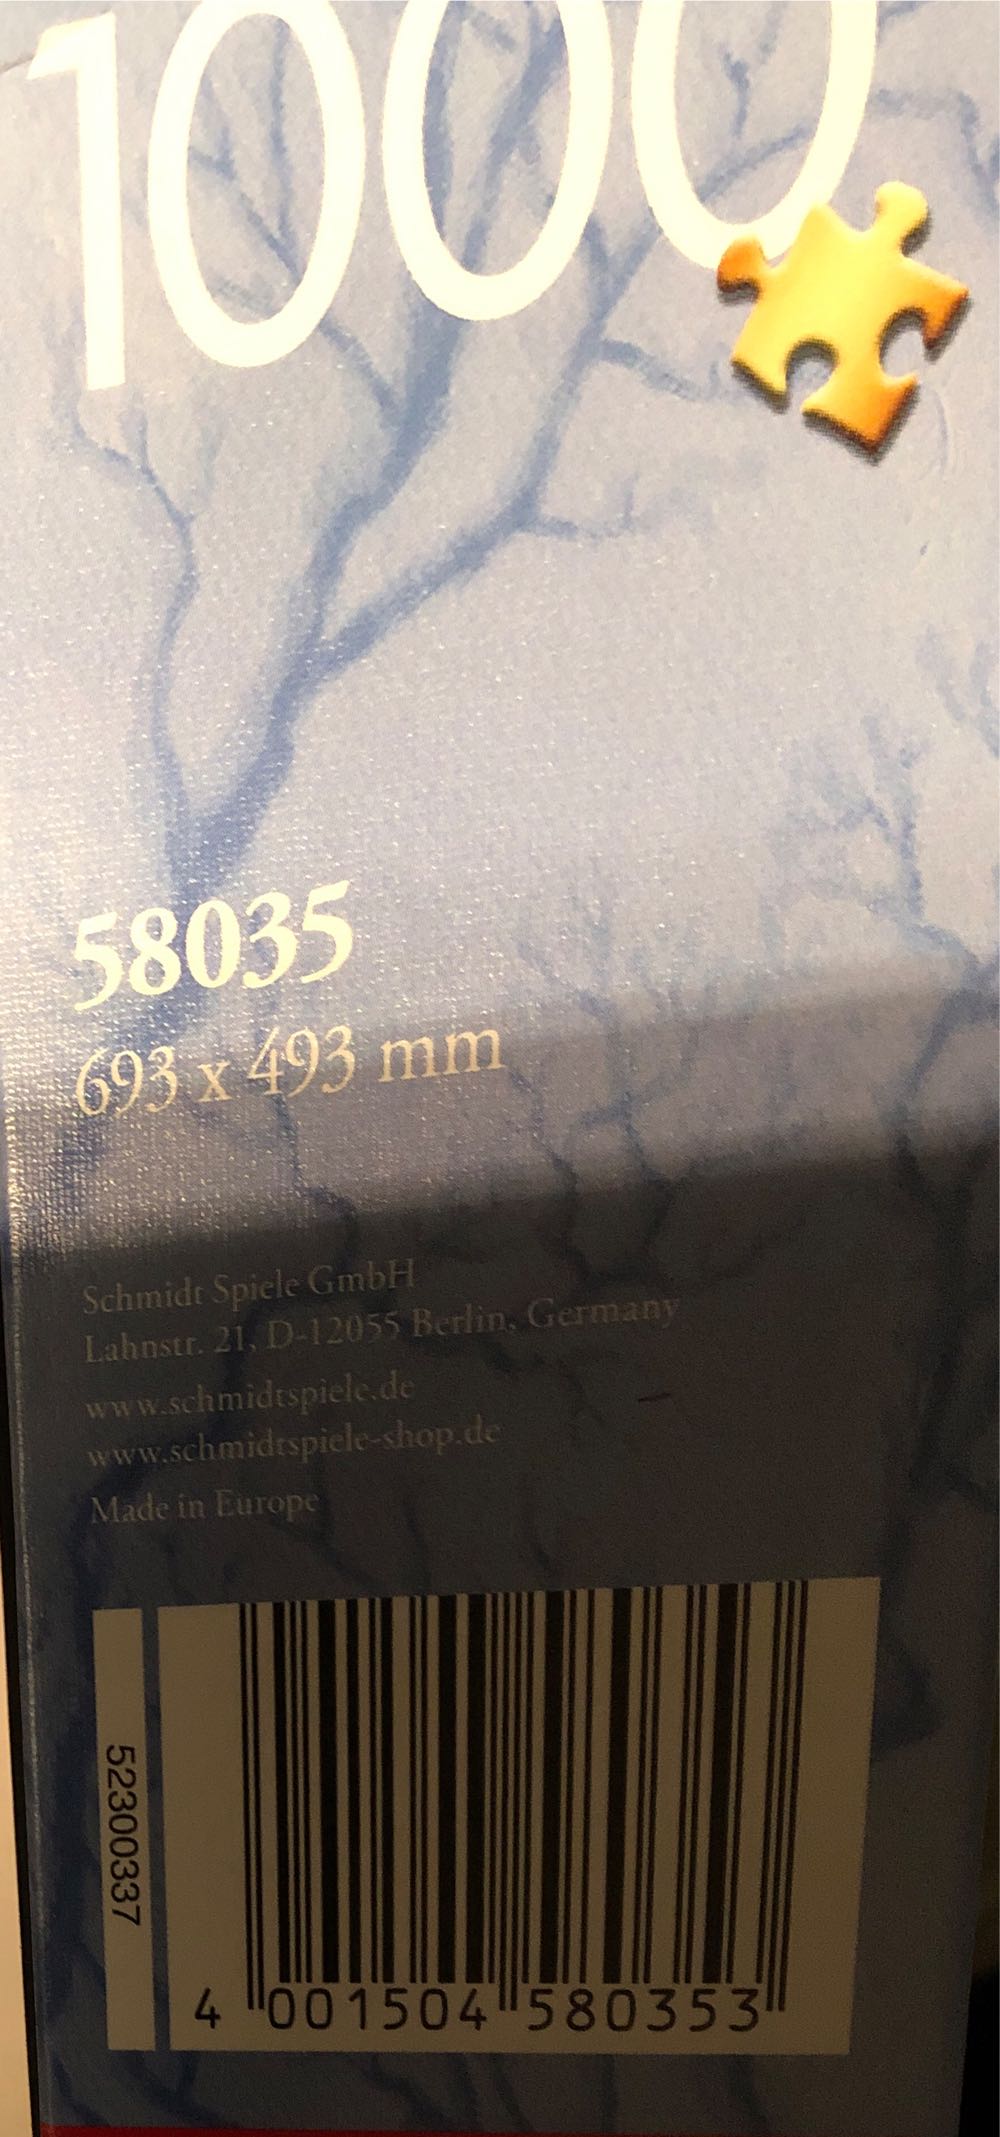 1000
58035
693 x 493 mm
Schmidt Spiele GmbH
Lahnstr. 21, D-12055 Berlin, Germany
www.schmidtspiele.de
www.schmidtspiele-shop.de
Made in Europe
52300337
4 001504 580353